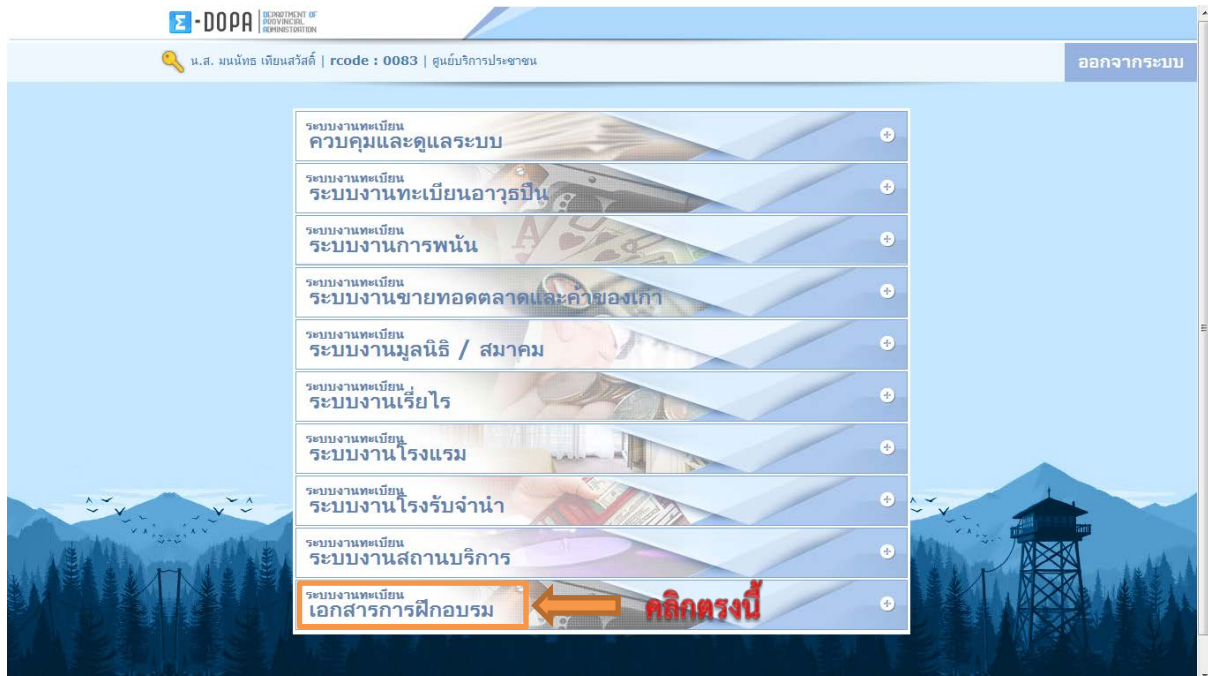 Σ-DOPA
DEPARTMENT OF
PROVINCIAL
ADMINISTRATION
น.ส. มนนัทธ เทียนสวัสดิ์ | rcode : 0083 | ศูนย์บริการประชาชน
ออกจากระบบ
ระบบงานทะเบียน
ควบคุมและดูแลระบบ
ระบบงานทะเบียน
ระบบงานทะเบียนอาวุธปืน
ระบบงานทะเบียน
ระบบงานการพนัน
ระบบงานทะเบียน
ระบบงานขายทอดตลาดและค้าของเก่า
ระบบงานทะเบียน
ระบบงานมูลนิธิ / สมาคม
ระบบงานทะเบียน
ระบบงานเรี่ยไร
ระบบงานทะเบียน
ระบบงานโรงแรม
ระบบงานทะเบียน
ระบบงานโรงรับจำนำ
ระบบงานทะเบียน
ระบบงานสถานบริการ
ระบบงานทะเบียน
เอกสารการฝึกอบรม
คลิกตรงนี้